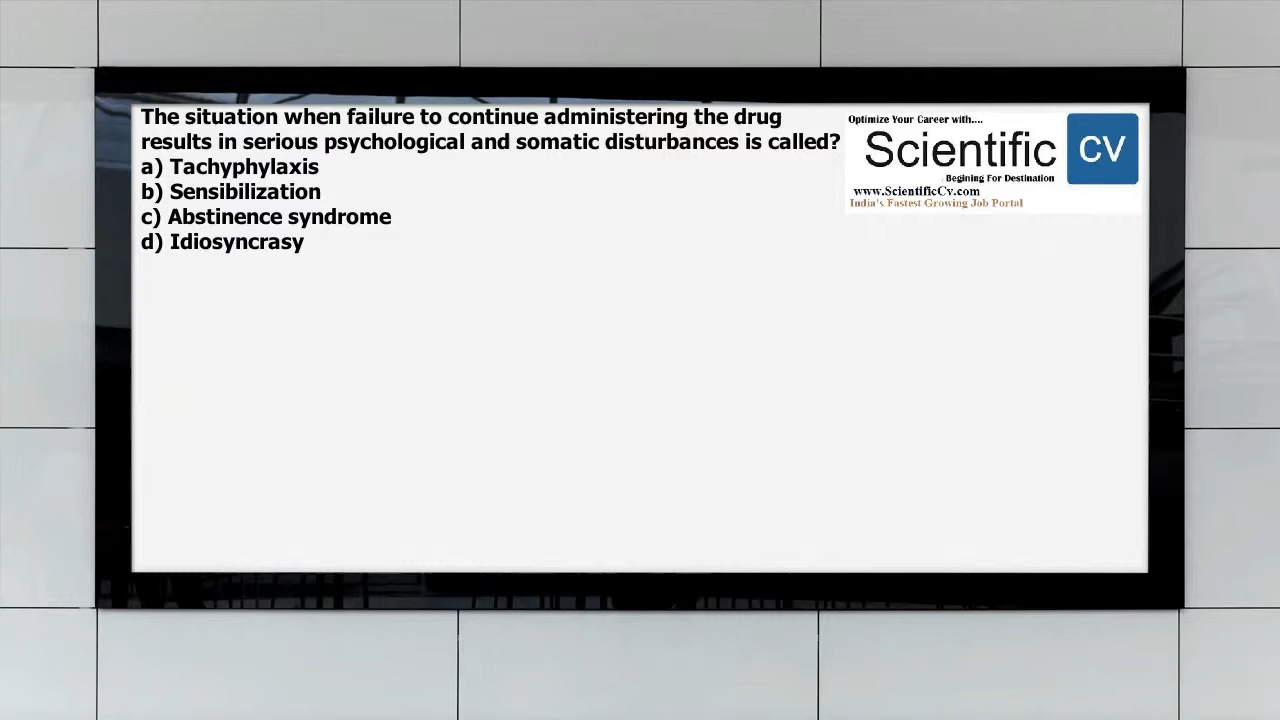 The situation when failure to continue administering the drug
results in serious psychological and somatic disturbances is called?
a) Tachyphylaxis
b) Sensibilization
c) Abstinence syndrome
d) Idiosyncrasy
Optimize Your Career with....
Scientific CV
Begining For Destination
www.ScientificCv.com
India's Fastest Growing Job Portal